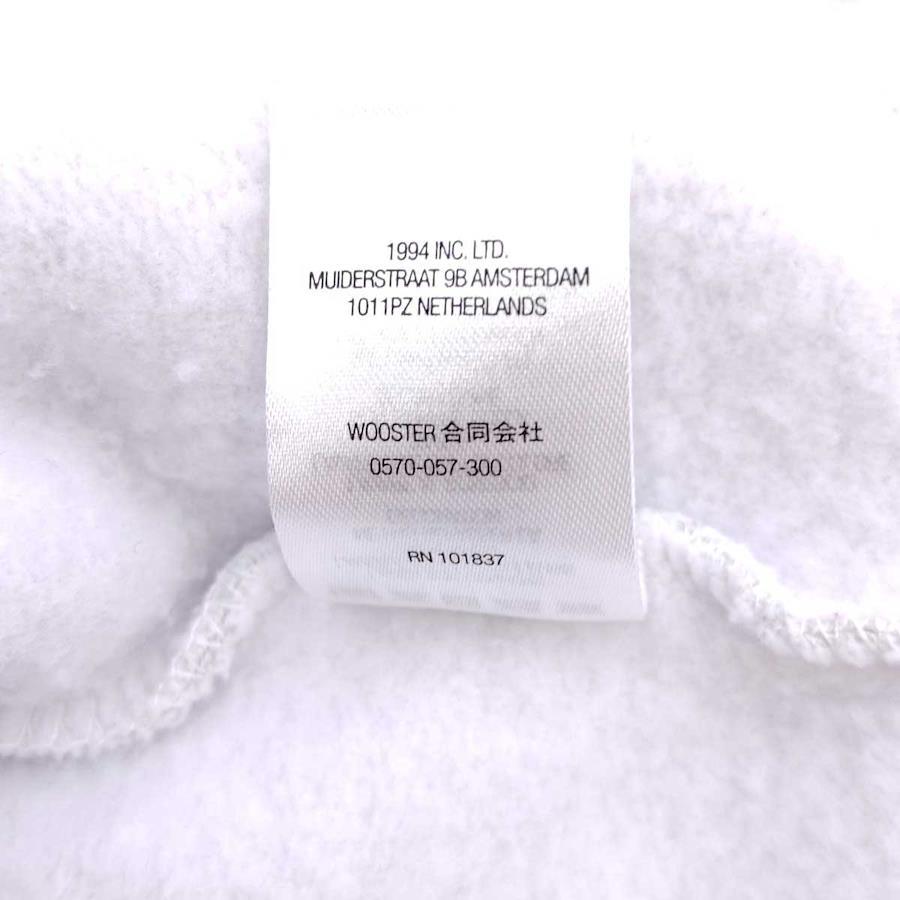 1994 INC. LTD.
MUIDERSTRAAT 9B AMSTERDAM
1011PZ NETHERLANDS
WOOSTER 合同会社
0570-057-300
RN 101837